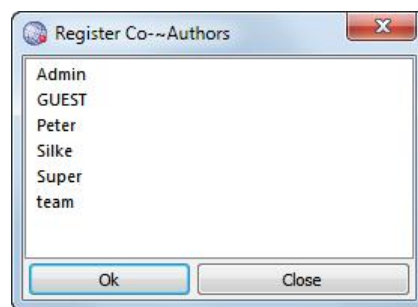 Register Co-~Authors
Admin
GUEST
Peter
Silke
Super
team
Ok
Close